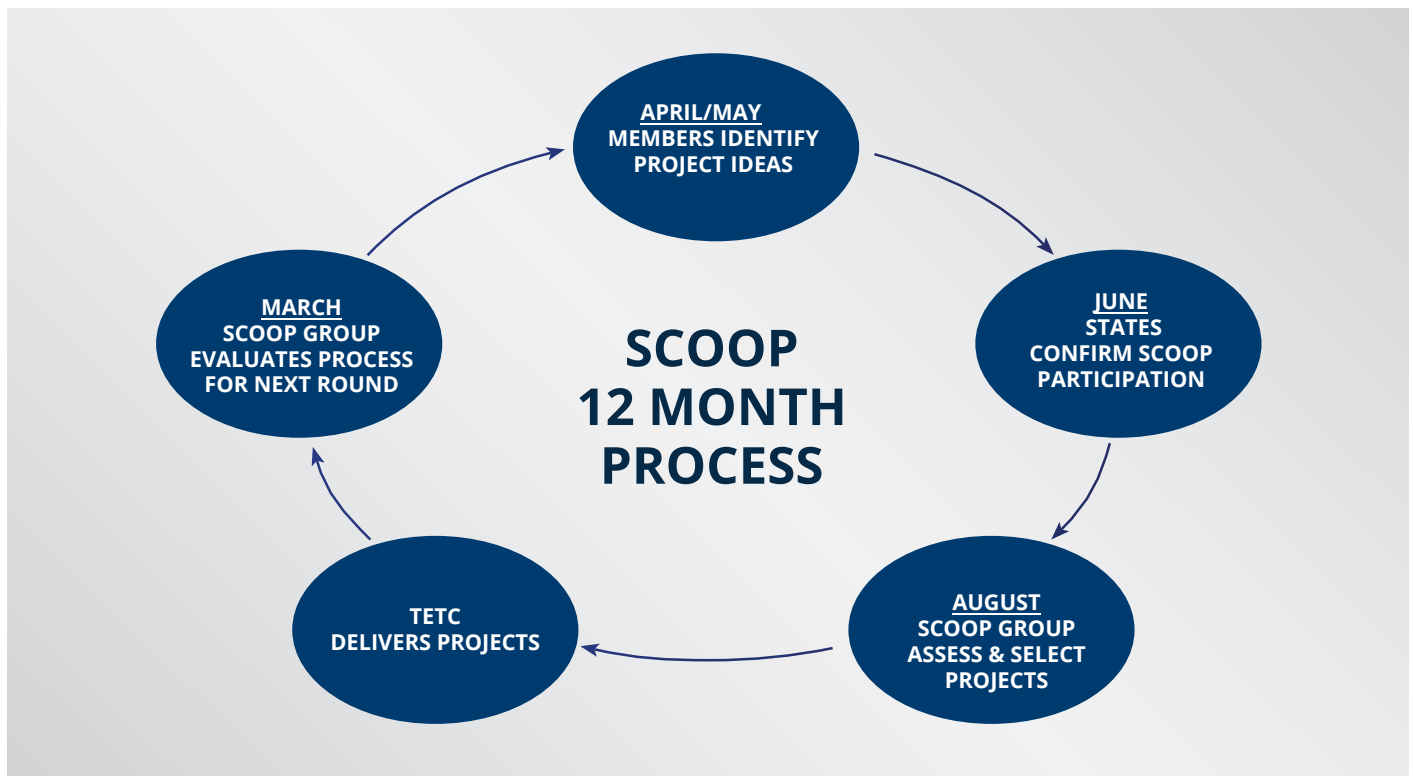 APRIL/MAY
MEMBERS IDENTIFY
PROJECT IDEAS
JUNE
STATES
CONFIRM SCOOP
PARTICIPATION
AUGUST
SCOOP GROUP
ASSESS & SELECT
PROJECTS
TETC
DELIVERS PROJECTS
MARCH
SCOOP GROUP
EVALUATES PROCESS
FOR NEXT ROUND
SCOOP
12 MONTH
PROCESS